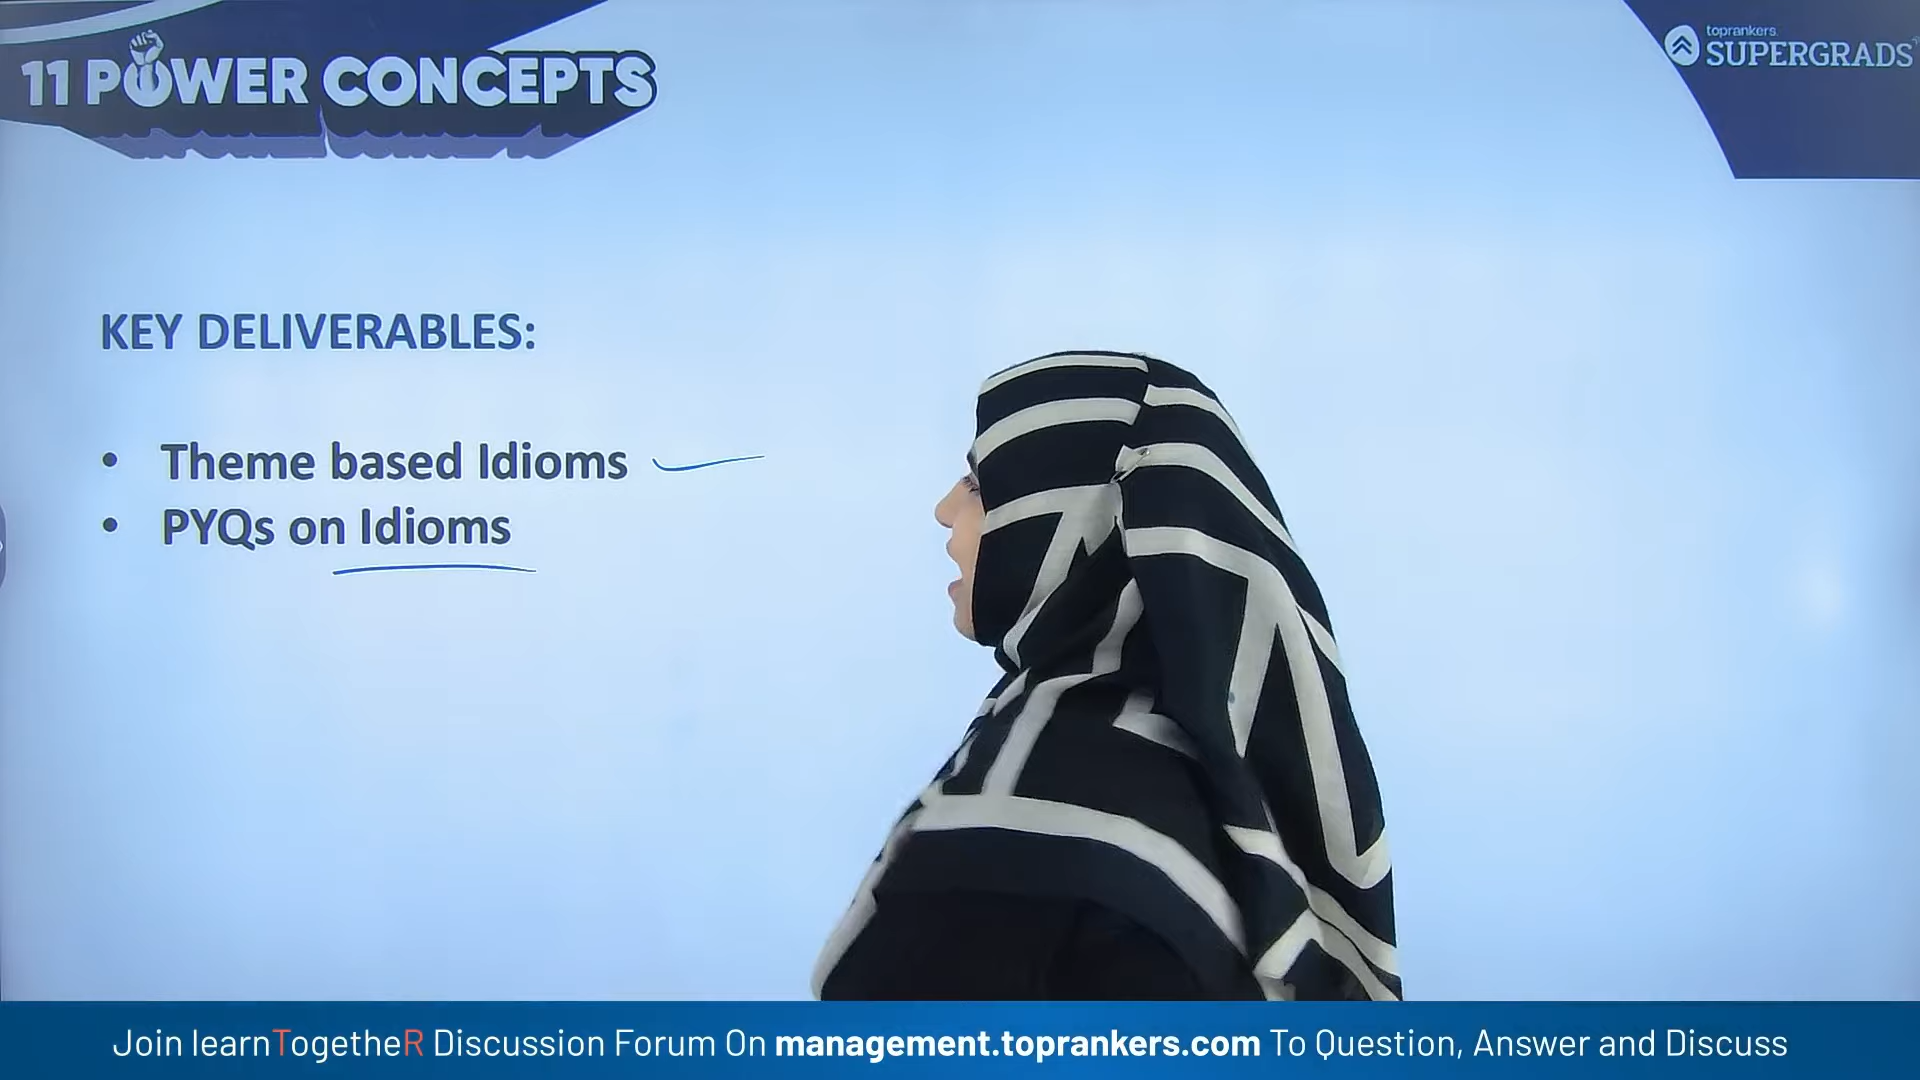 11 POWER CONCEPTS
toprankers
SUPERGRADS
KEY DELIVERABLES:
• Theme based Idioms
• PYQs on Idioms
Join learnTogetheR Discussion Forum On management.toprankers.com To Question, Answer and Discuss